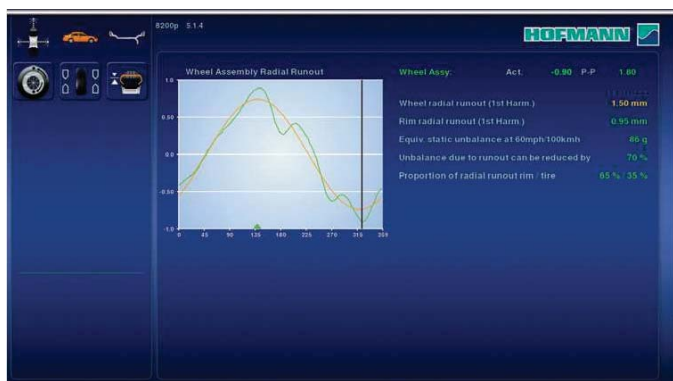 8200p 5.1.4
HOFMANN
Wheel Assembly Radial Runout
Wheel Assy: Act. -0.90 P-P 1.80
Wheel radial runout (1st Harm.) 1.50 mm
Rim radial runout (1st Harm.) 0.95 mm
Equiv. static unbalance at 60mph/100kmh 86 g
Unbalance due to runout can be reduced by 70 %
Proportion of radial runout rim / tire 65 % / 35 %
1.0
0.50
0.0
-0.50
-1.0
0 45 90 135 180 225 270 315 359